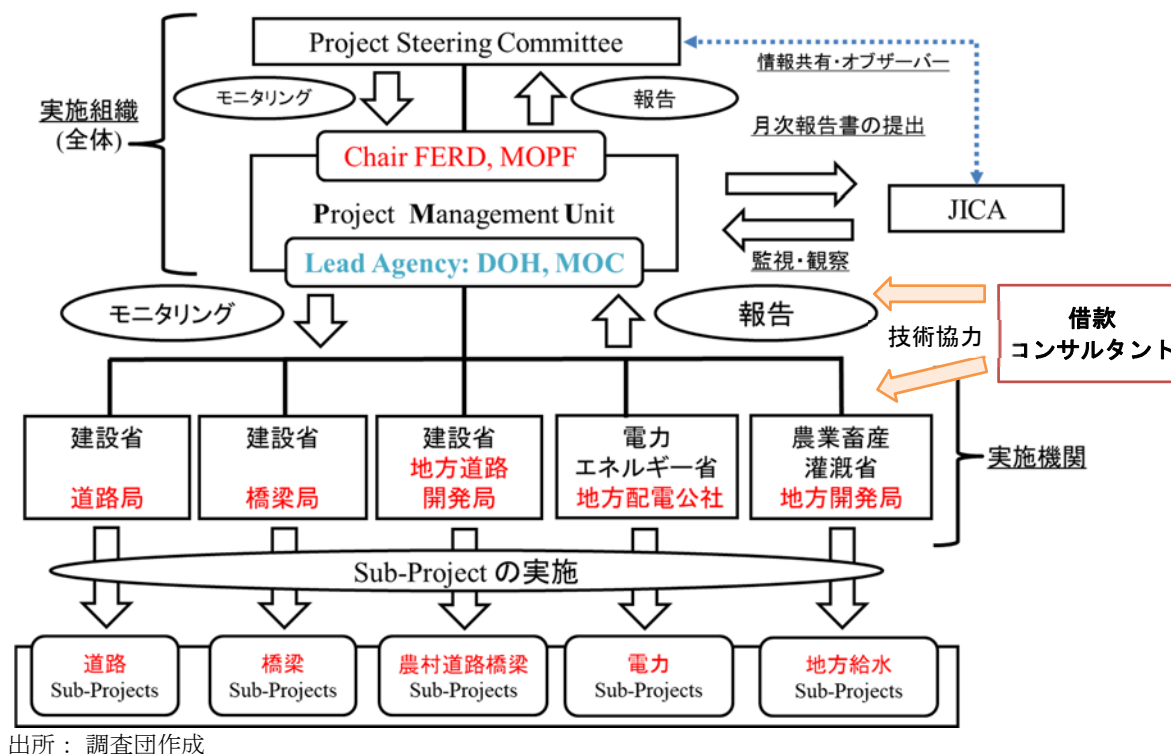 Project Steering Committee
情報共有・オブザーバー
モニタリング
報告
実施組織
(全体)
月次報告書の提出
Chair FERD, MOPF
Project Management Unit
JICA
Lead Agency: DOH, MOC
監視・観察
モニタリング
報告
借款
コンサルタント
技術協力
建設省
道路局
建設省
橋梁局
建設省
地方道路
開発局
電力
エネルギー省
地方配電公社
農業畜産
灌漑省
地方開発局
実施機関
Sub-Project の実施
道路
Sub-Projects
橋梁
Sub-Projects
農村道路橋梁
Sub-Projects
電力
Sub-Projects
地方給水
Sub-Projects
出所： 調査団作成